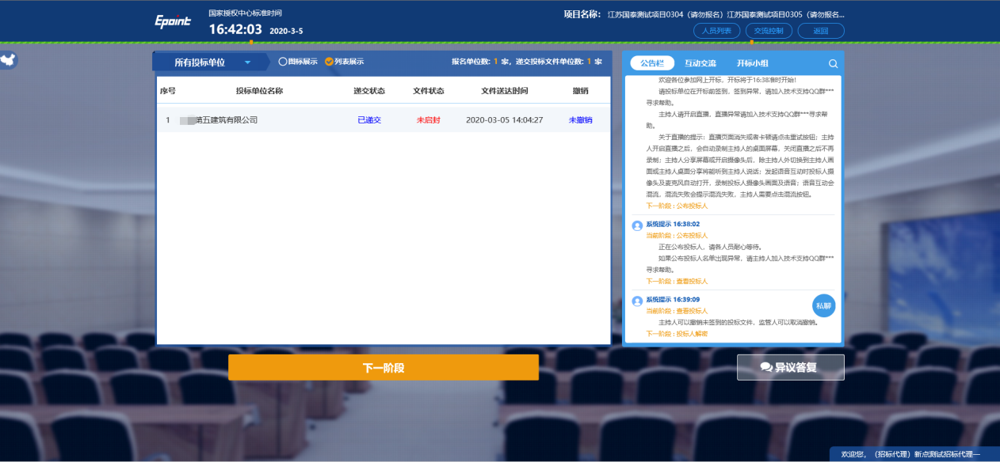 Epoint
国家授权中心标准时间
16:42:03 2020-3-5
项目名称: 江苏国泰测试项目0304（请勿报名）江苏国泰测试项目0305（请勿报名...
人员列表 交流控制 返回
所有投标单位 图标展示 列表展示 报名单位数: 1 家, 递交投标文件单位数: 1 家
序号 投标单位名称 递交状态 文件状态 文件送达时间 撤销
1 第五建筑有限公司 已递交 未启封 2020-03-05 14:04:27 未撤销
下一阶段
公告栏 互动交流 开标小组
欢迎各位参加网上开标，开标将于16:38准时开始!
请投标单位在开标前签到，签到异常，请加入技术支持QQ群***
寻求帮助。
主持人请开启直播，直播异常请加入技术支持QQ群***寻求帮
助。
关于直播的提示：直播页面消失或者卡顿请点击重试按钮；主持
人开启直播之后，会自动录制主持人的桌面屏幕，关闭直播之后不再
录制；主持人分享屏幕或开启摄像头后，除主持人外切换到主持人画
面或主持人桌面分享将能听到主持人说话；发起语音互动时投标人摄
像头及麦克风自动打开，录制投标人摄像头画面及语音；语音互动会
混流，混流失败会提示混流失败，主持人需要点击混流按钮。
下一阶段：公布投标人
系统提示 16:38:02
当前阶段：公布投标人
正在公布投标人，请各人员耐心等待。
如果公布投标人名单出现异常，请主持人加入技术支持QQ群***
寻求帮助。
下一阶段：查看投标人
系统提示 16:39:09
当前阶段：查看投标人
主持人可以撤销未签到的投标文件，监管人可以取消撤销。
下一阶段：投标人解密
私聊
异议答复
欢迎您，（招标代理）新点测试招标代理一